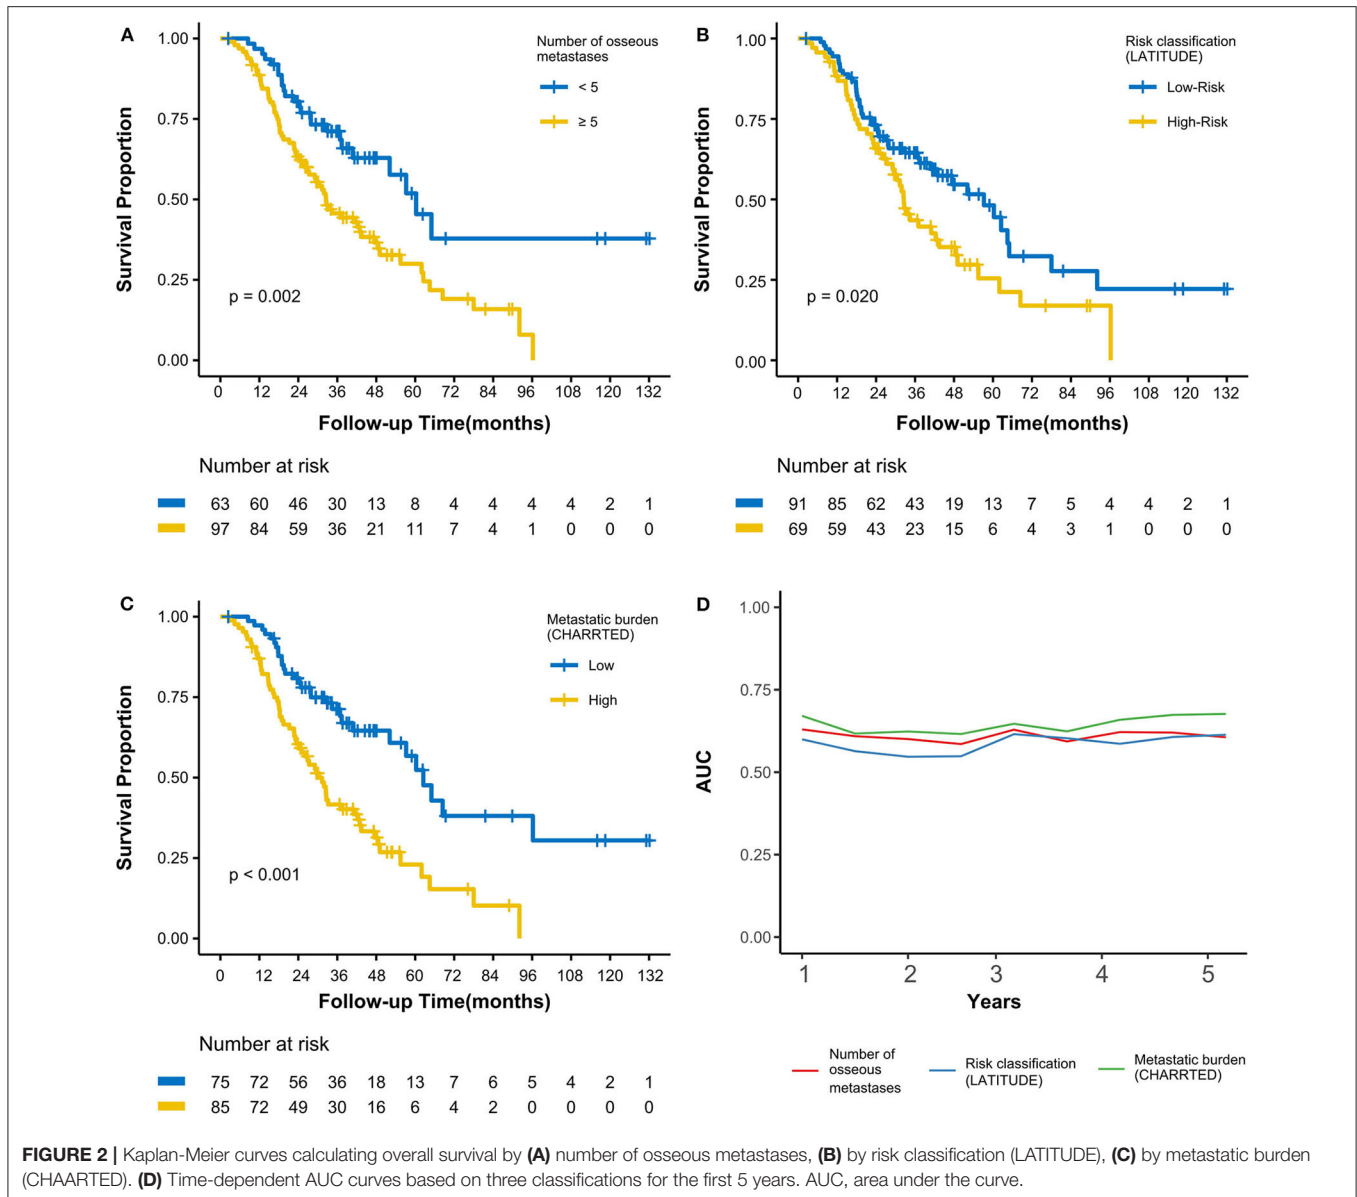 A
1.00
0.75
0.50
0.25
0.00
Survival Proportion
Number of osseous
metastases
< 5
≥ 5
p = 0.002
0 12 24 36 48 60 72 84 96 108 120 132
Follow-up Time(months)
Number at risk
63 60 46 30 13 8 4 4 4 4 2 1
97 84 59 36 21 11 7 4 1 0 0 0
B
1.00
0.75
0.50
0.25
0.00
Survival Proportion
Risk classification
(LATITUDE)
Low-Risk
High-Risk
p = 0.020
0 12 24 36 48 60 72 84 96 108 120 132
Follow-up Time(months)
Number at risk
91 85 62 43 19 13 7 5 4 4 2 1
69 59 43 23 15 6 4 3 1 0 0 0
C
1.00
0.75
0.50
0.25
0.00
Survival Proportion
Metastatic burden
(CHARRTED)
Low
High
p < 0.001
0 12 24 36 48 60 72 84 96 108 120 132
Follow-up Time(months)
Number at risk
75 72 56 36 18 13 7 6 5 4 2 1
85 72 49 30 16 6 4 2 0 0 0 0
D
1.00
0.75
0.50
0.25
0.00
AUC
1 2 3 4 5
Years
Number of
osseous
metastases
Risk classification
(LATITUDE)
Metastatic burden
(CHARRTED)
FIGURE 2 | Kaplan-Meier curves calculating overall survival by (A) number of osseous metastases, (B) by risk classification (LATITUDE), (C) by metastatic burden
(CHAARTED). (D) Time-dependent AUC curves based on three classifications for the first 5 years. AUC, area under the curve.